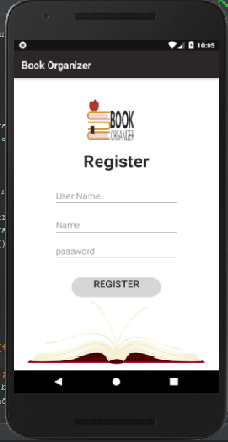 10:05
Book Organizer
BOOK
ORGANIZER
Register
UserName
Name
password
REGISTER